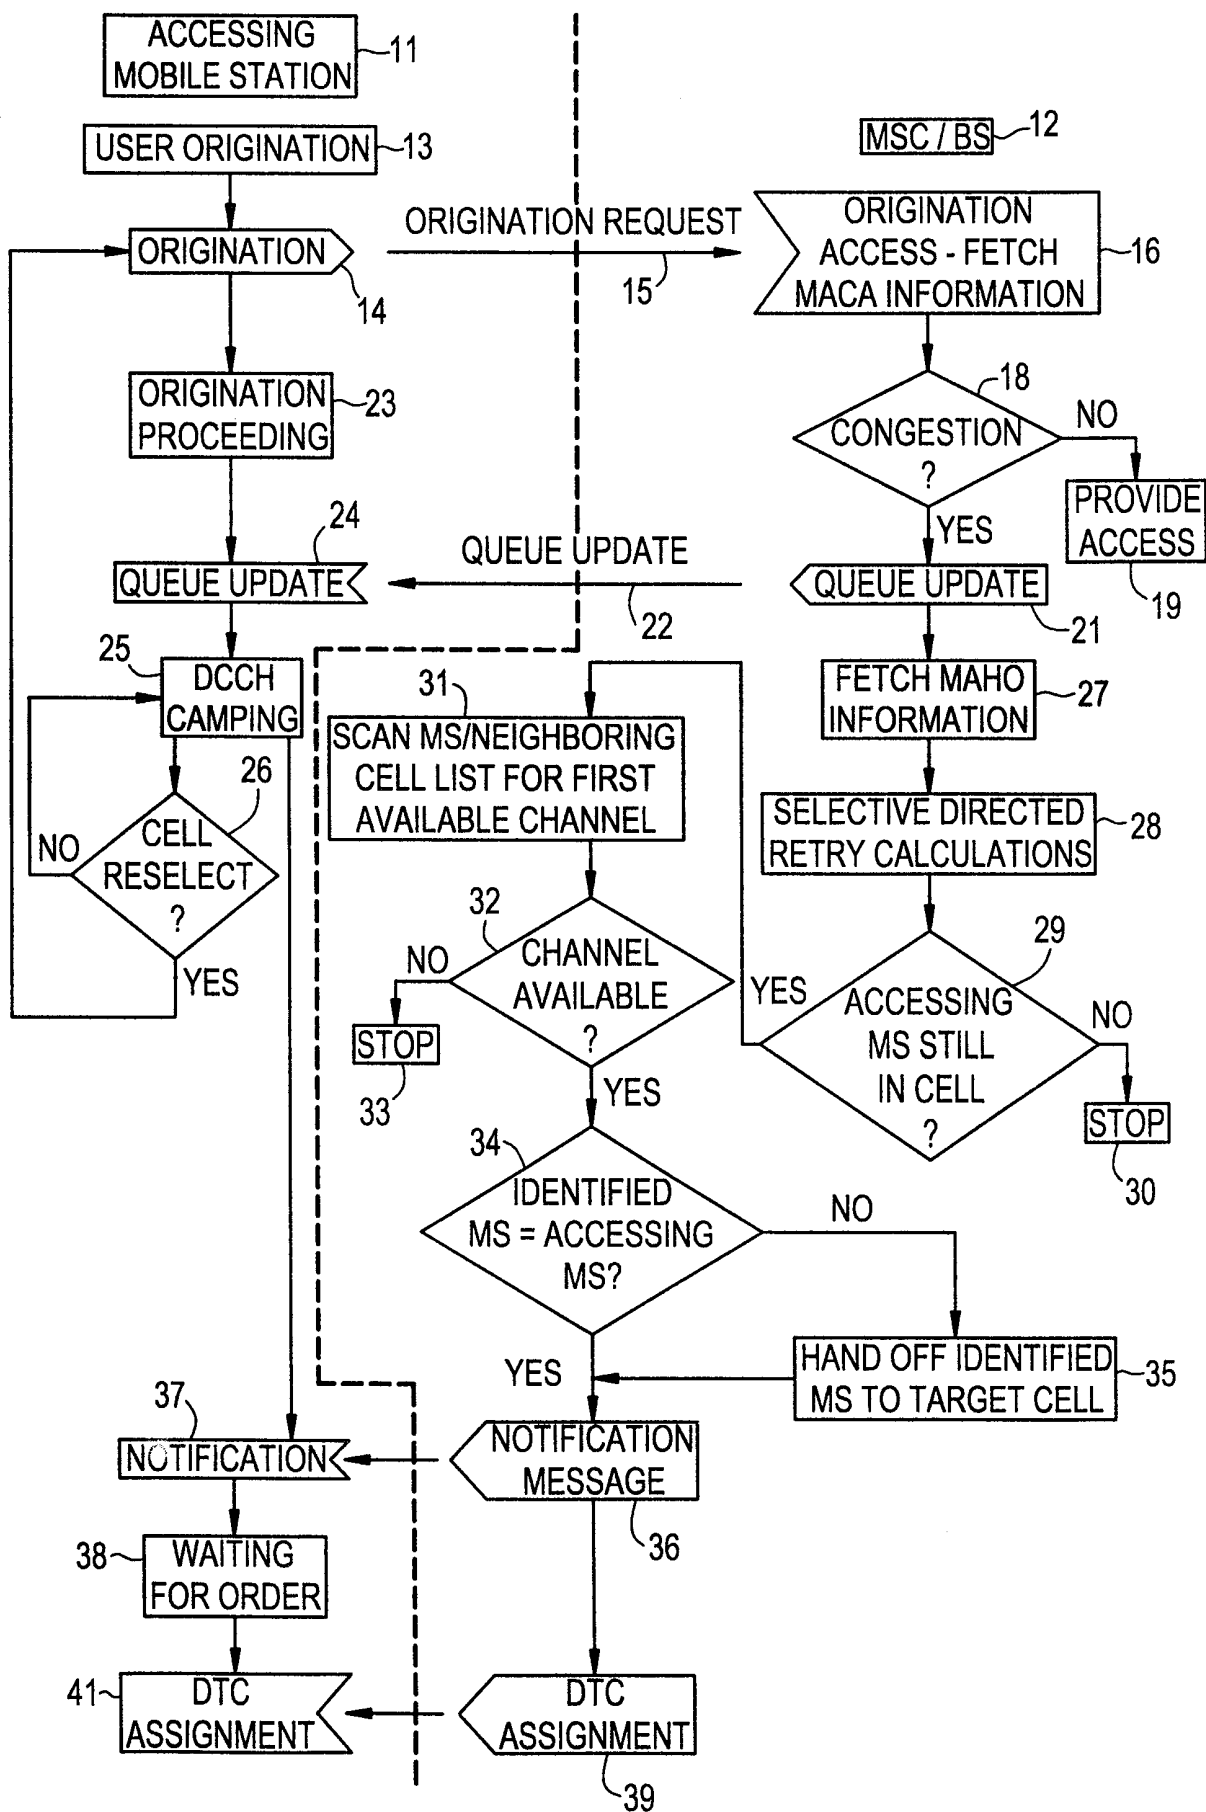 ACCESSING
MOBILE STATION
11
USER ORIGINATION
13
MSC / BS
12
ORIGINATION
14
ORIGINATION REQUEST
15
ORIGINATION
ACCESS - FETCH
MACA INFORMATION
16
CONGESTION
?
18
NO
YES
PROVIDE
ACCESS
19
ORIGINATION
PROCEEDING
23
QUEUE UPDATE
24
QUEUE UPDATE
22
QUEUE UPDATE
21
25
DCCH
CAMPING
26
CELL
RESELECT
?
NO
YES
FETCH MAHO
INFORMATION
27
SELECTIVE DIRECTED
RETRY CALCULATIONS
28
29
ACCESSING
MS STILL
IN CELL
?
YES
NO
STOP
30
31
SCAN MS/NEIGHBORING
CELL LIST FOR FIRST
AVAILABLE CHANNEL
32
CHANNEL
AVAILABLE
?
NO
STOP
33
YES
34
IDENTIFIED
MS = ACCESSING
MS?
NO
YES
HAND OFF IDENTIFIED
MS TO TARGET CELL
35
37
NOTIFICATION
NOTIFICATION
MESSAGE
36
38
WAITING
FOR ORDER
41
DTC
ASSIGNMENT
DTC
ASSIGNMENT
39